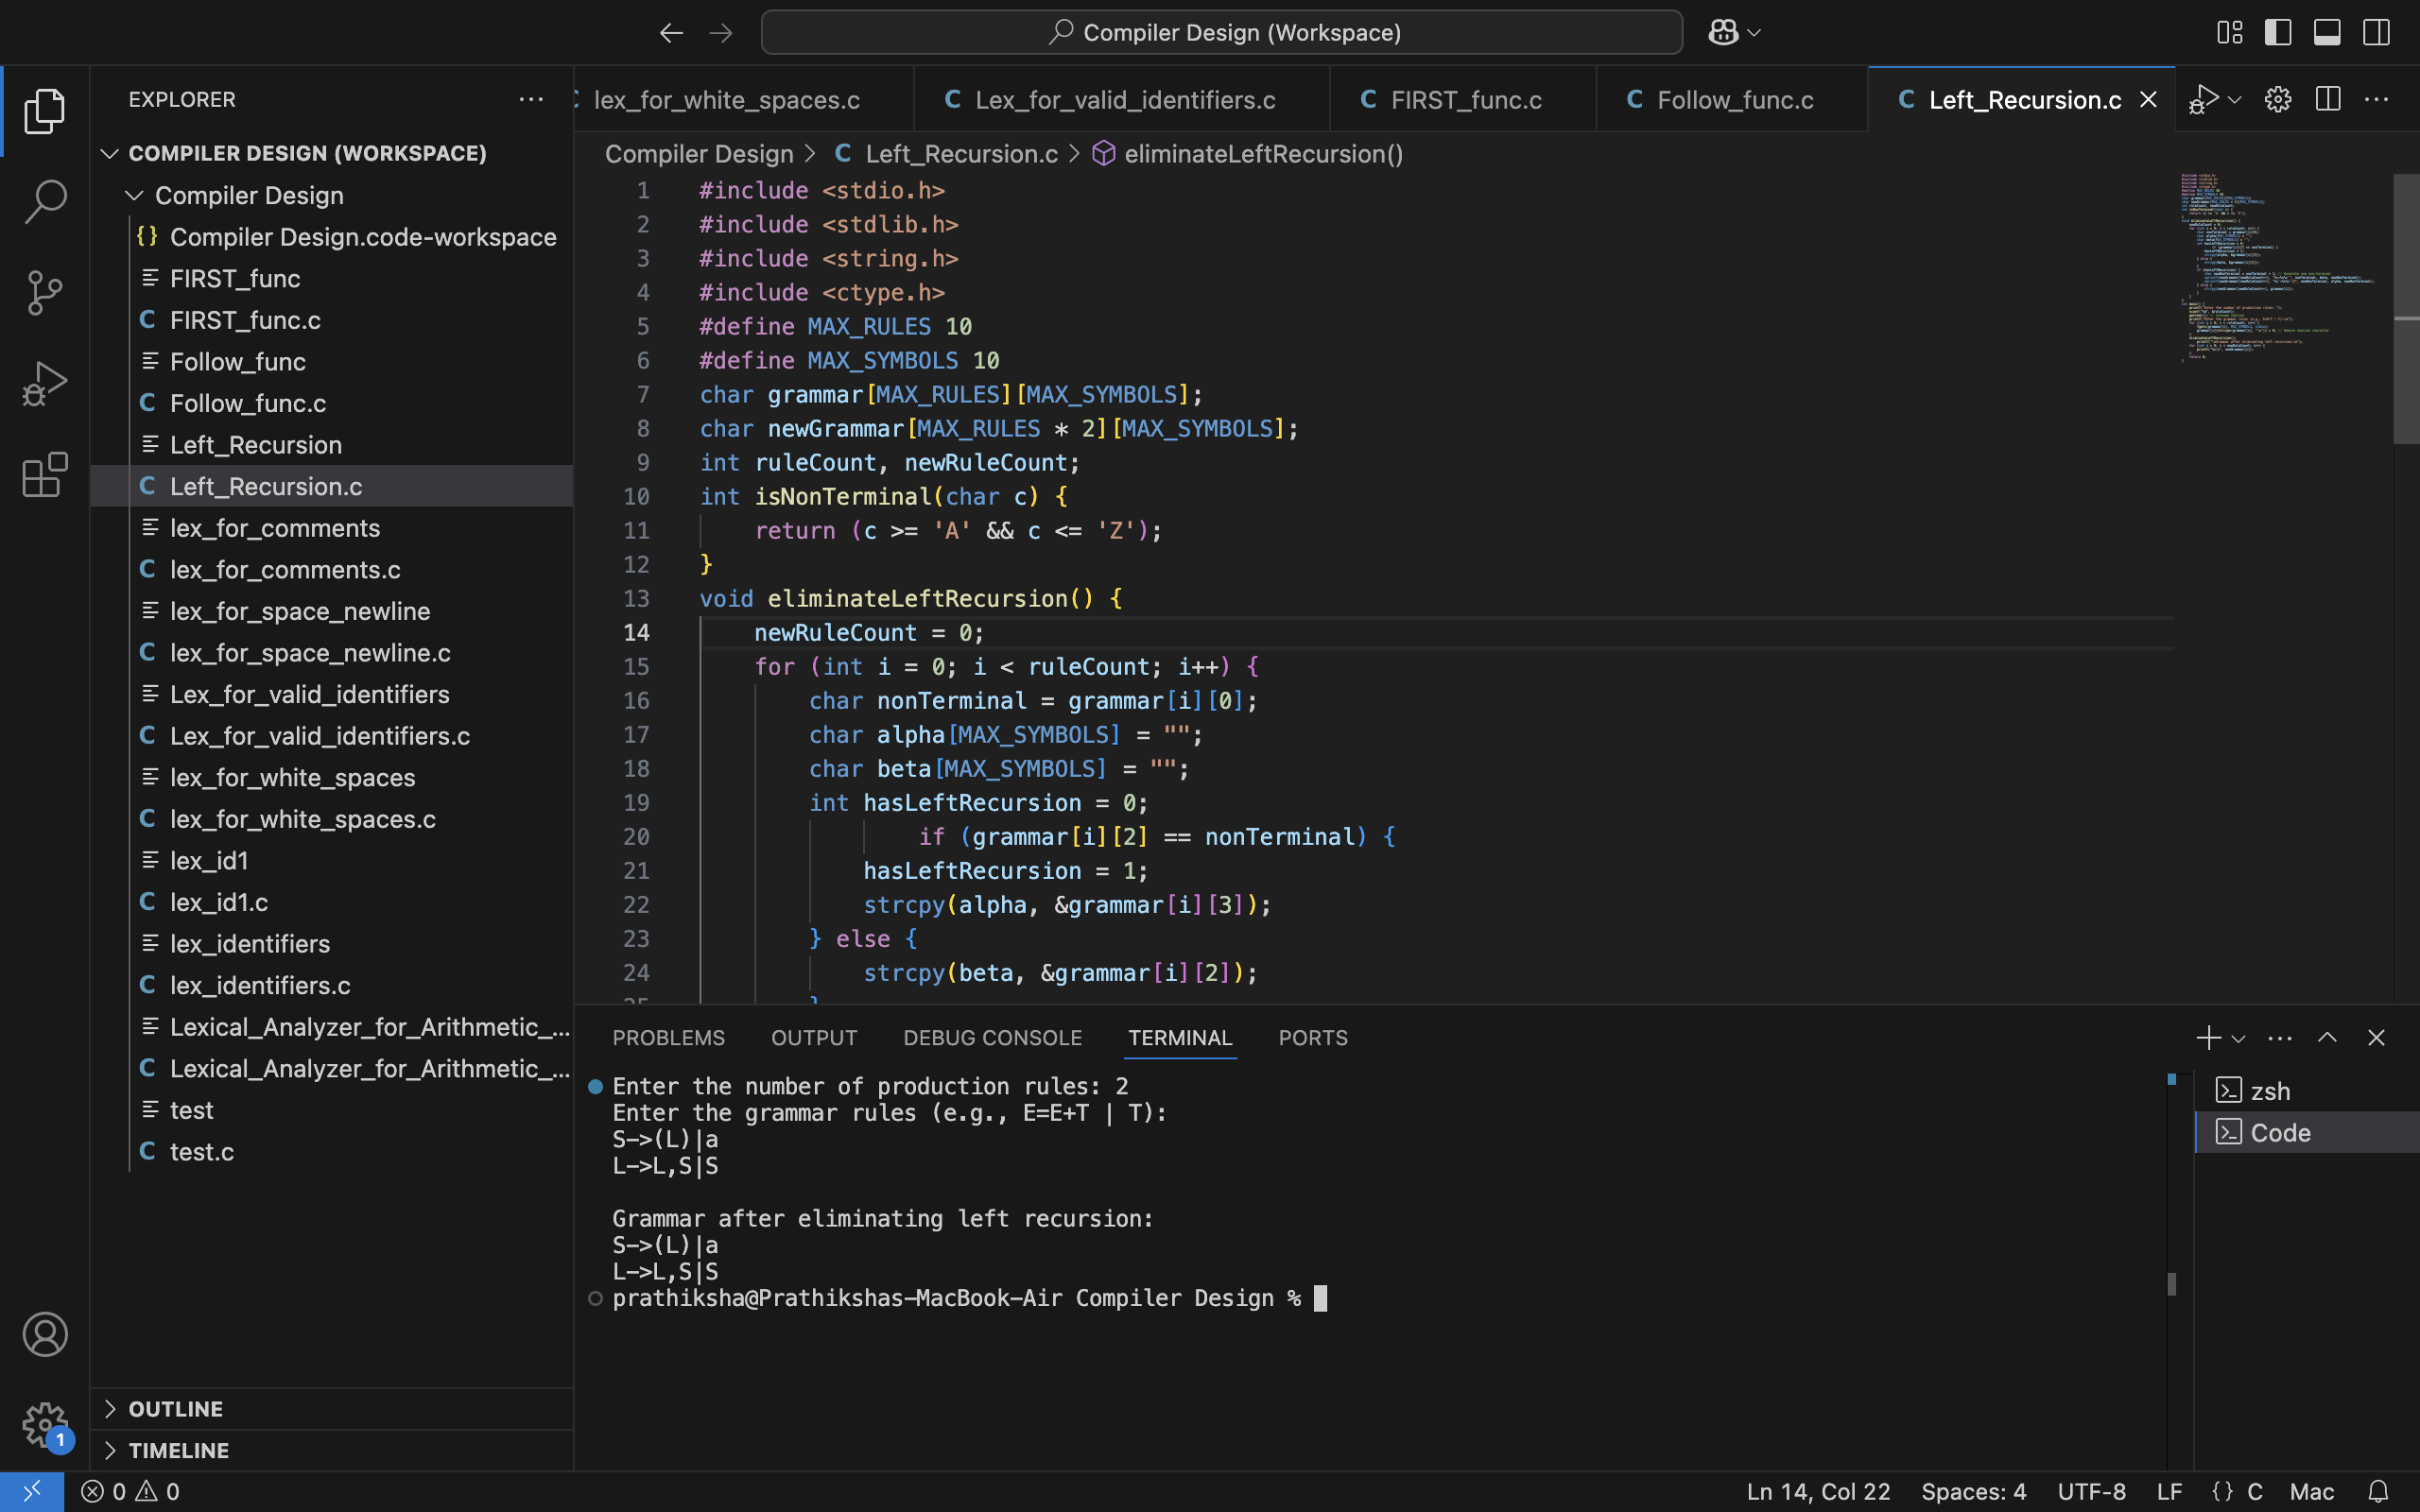 Compiler Design (Workspace)
EXPLORER
COMPILER DESIGN (WORKSPACE)
Compiler Design
{} Compiler Design.code-workspace
FIRST_func
C FIRST_func.c
Follow_func
C Follow_func.c
Left_Recursion
C Left_Recursion.c
lex_for_comments
C lex_for_comments.c
lex_for_space_newline
C lex_for_space_newline.c
Lex_for_valid_identifiers
C Lex_for_valid_identifiers.c
lex_for_white_spaces
C lex_for_white_spaces.c
lex_id1
C lex_id1.c
lex_identifiers
C lex_identifiers.c
Lexical_Analyzer_for_Arithmetic_...
C Lexical_Analyzer_for_Arithmetic_...
test
C test.c
OUTLINE
TIMELINE
1
lex_for_white_spaces.c
C Lex_for_valid_identifiers.c
C FIRST_func.c
C Follow_func.c
C Left_Recursion.c
Compiler Design > C Left_Recursion.c > eliminateLeftRecursion()
1 #include <stdio.h>
2 #include <stdlib.h>
3 #include <string.h>
4 #include <ctype.h>
5 #define MAX_RULES 10
6 #define MAX_SYMBOLS 10
7 char grammar[MAX_RULES][MAX_SYMBOLS];
8 char newGrammar[MAX_RULES * 2][MAX_SYMBOLS];
9 int ruleCount, newRuleCount;
10 int isNonTerminal(char c) {
11 return (c >= 'A' && c <= 'Z');
12 }
13 void eliminateLeftRecursion() {
14 newRuleCount = 0;
15 for (int i = 0; i < ruleCount; i++) {
16 char nonTerminal = grammar[i][0];
17 char alpha[MAX_SYMBOLS] = "";
18 char beta[MAX_SYMBOLS] = "";
19 int hasLeftRecursion = 0;
20 if (grammar[i][2] == nonTerminal) {
21 hasLeftRecursion = 1;
22 strcpy(alpha, &grammar[i][3]);
23 } else {
24 strcpy(beta, &grammar[i][2]);
PROBLEMS OUTPUT DEBUG CONSOLE TERMINAL PORTS
Enter the number of production rules: 2
Enter the grammar rules (e.g., E=E+T | T):
S->(L)|a
L->L,S|S
Grammar after eliminating left recursion:
S->(L)|a
L->L,S|S
prathiksha@Prathikshas-MacBook-Air Compiler Design %
zsh
Code
0 0
Ln 14, Col 22 Spaces: 4 UTF-8 LF {} C Mac